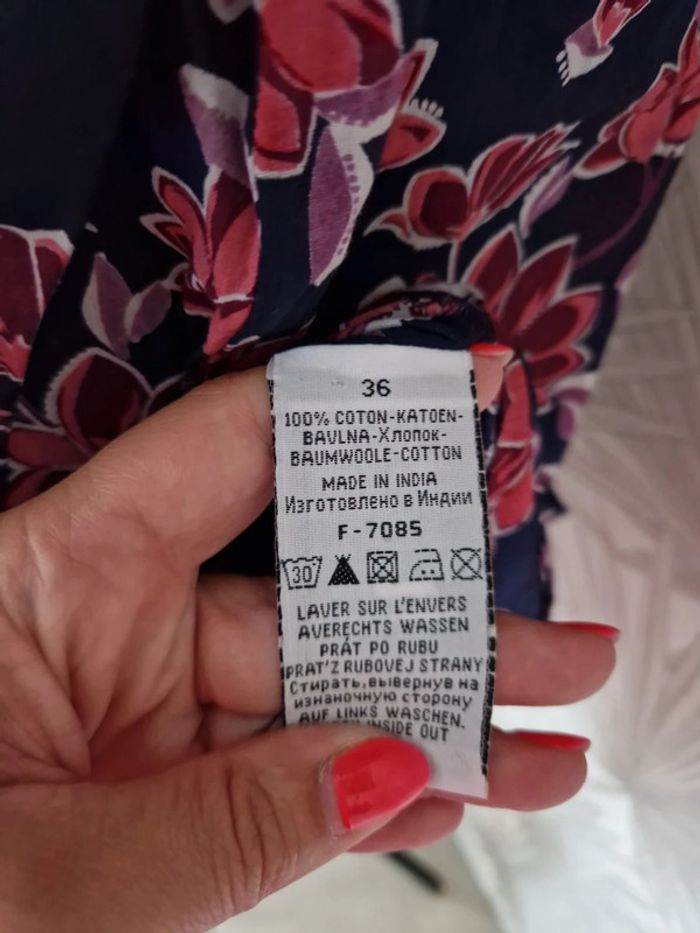 36
100% COTON-KATOEN-
BAVLNA-Хлопок-
BAUMWOOLE-COTTON
MADE IN INDIA
Изготовлено в Индии
F-7085
30
LAVER SUR L'ENVERS
AVERECHTS WASSEN
PRÁT PO RUBU
PRAT'Z RUBOVEJ STRANY
Стирать,вывернув на
изнаночную сторону
AUF LINKS WASCHEN.
INSIDE OUT